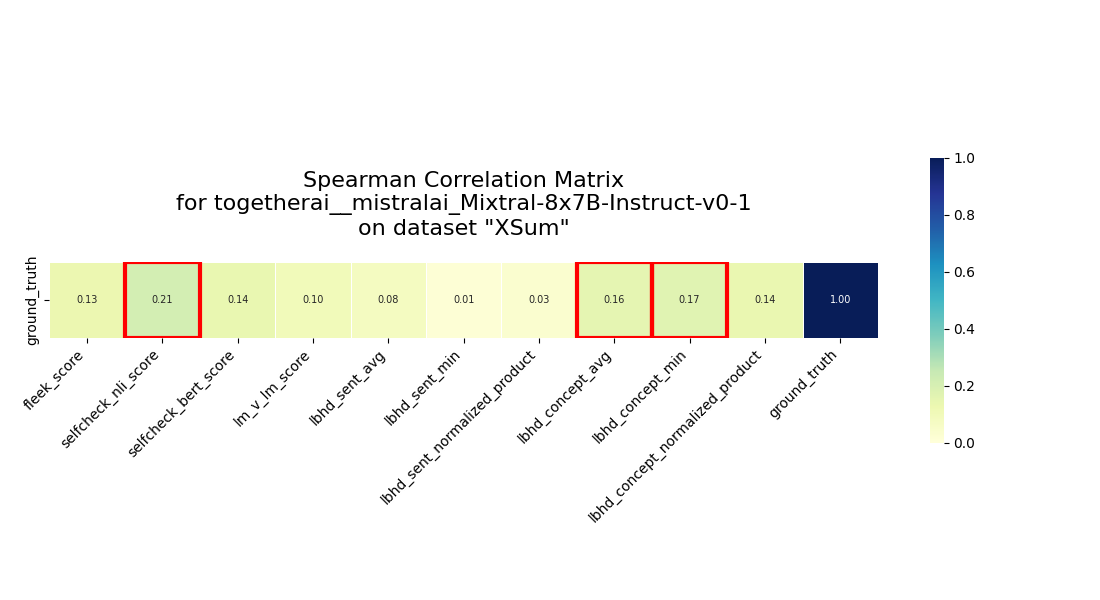 Spearman Correlation Matrix
for togetherai__mistralai_Mixtral-8x7B-Instruct-v0-1
on dataset "XSum"
ground_truth
0.13 0.21 0.14 0.10 0.08 0.01 0.03 0.16 0.17 0.14 1.00
fleek_score
selfcheck_nli_score
selfcheck_bert_score
lm_v_lm_score
lbhd_sent_avg
lbhd_sent_min
lbhd_sent_normalized_product
lbhd_concept_avg
lbhd_concept_min
lbhd_concept_normalized_product
ground_truth
1.0
0.8
0.6
0.4
0.2
0.0